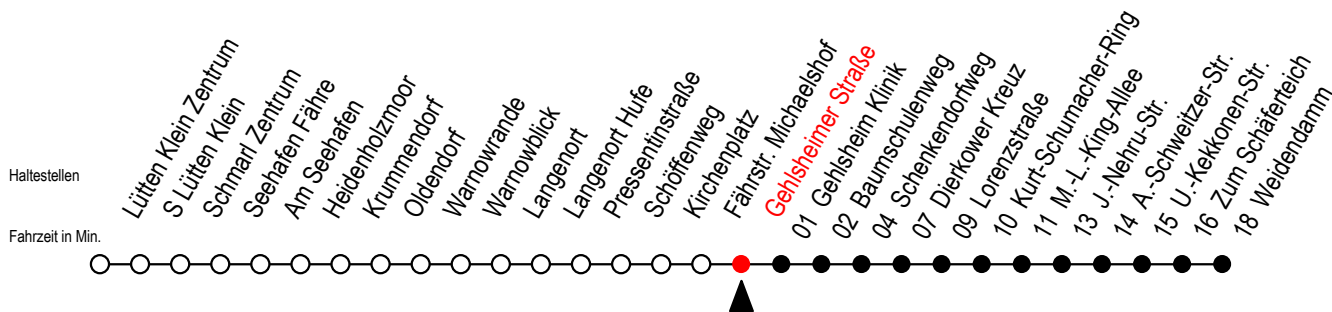 Haltestellen
Fahrzeit in Min.
Lütten Klein Zentrum
S Lütten Klein
Schmarl Zentrum
Seehafen Fähre
Am Seehafen
Heidenholzmoor
Krummendorf
Oldendorf
Warnowrande
Warnowblick
Langenort
Langenort Hufe
Pressentinstraße
Schöffenweg
Kirchenplatz
Fährstr. Michaelshof
Gehlsheimer Straße
01 Gehlsheim Klinik
02 Baumschulenweg
04 Schenkendorfweg
07 Dierkower Kreuz
09 Lorenzstraße
10 Kurt-Schumacher-Ring
11 M.-L.-King-Allee
13 J.-Nehru-Str.
14 A.-Schweitzer-Str.
15 U.-Kekkonen-Str.
16 Zum Schäferteich
18 Weidendamm